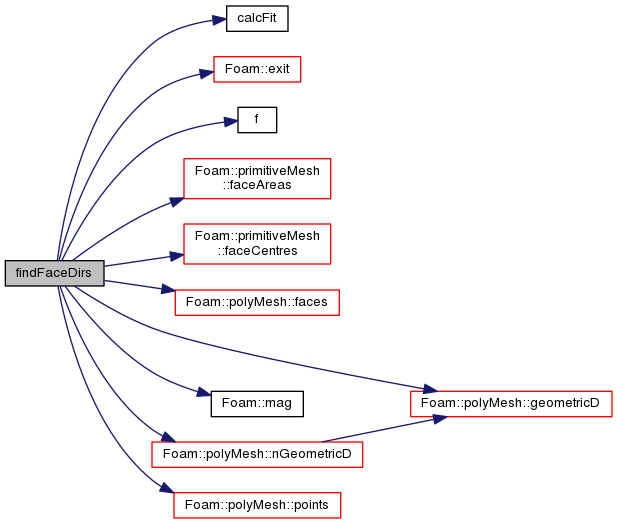 calcFit
Foam::exit
f
Foam::primitiveMesh
::faceAreas
Foam::primitiveMesh
::faceCentres
findFaceDirs
Foam::polyMesh::faces
Foam::mag
Foam::polyMesh::geometricD
Foam::polyMesh::nGeometricD
Foam::polyMesh::points